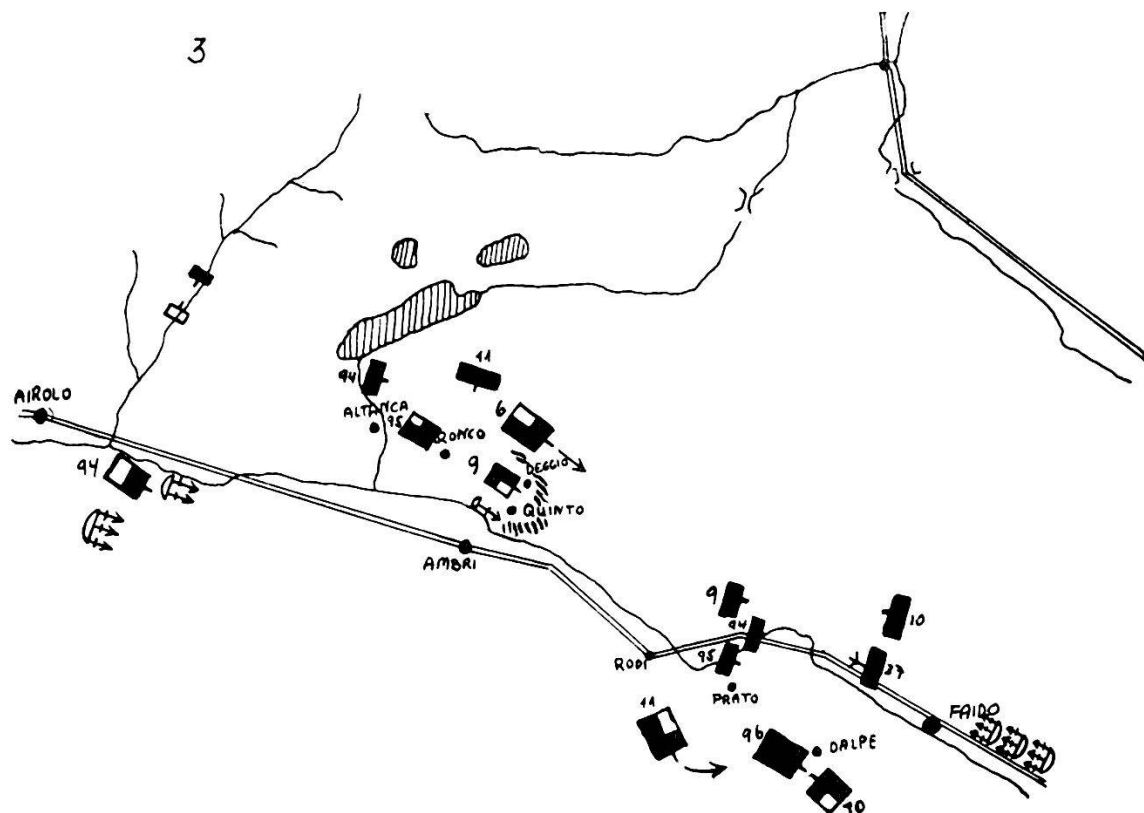 3
94
11
AIROLO
ALTANCA
6
95
RONCO
94
9
DEGGIO
QUINTO
AMBRI
9
94
10
RODI
95
37
PRATO
11
FAIDO
96
DALPE
10